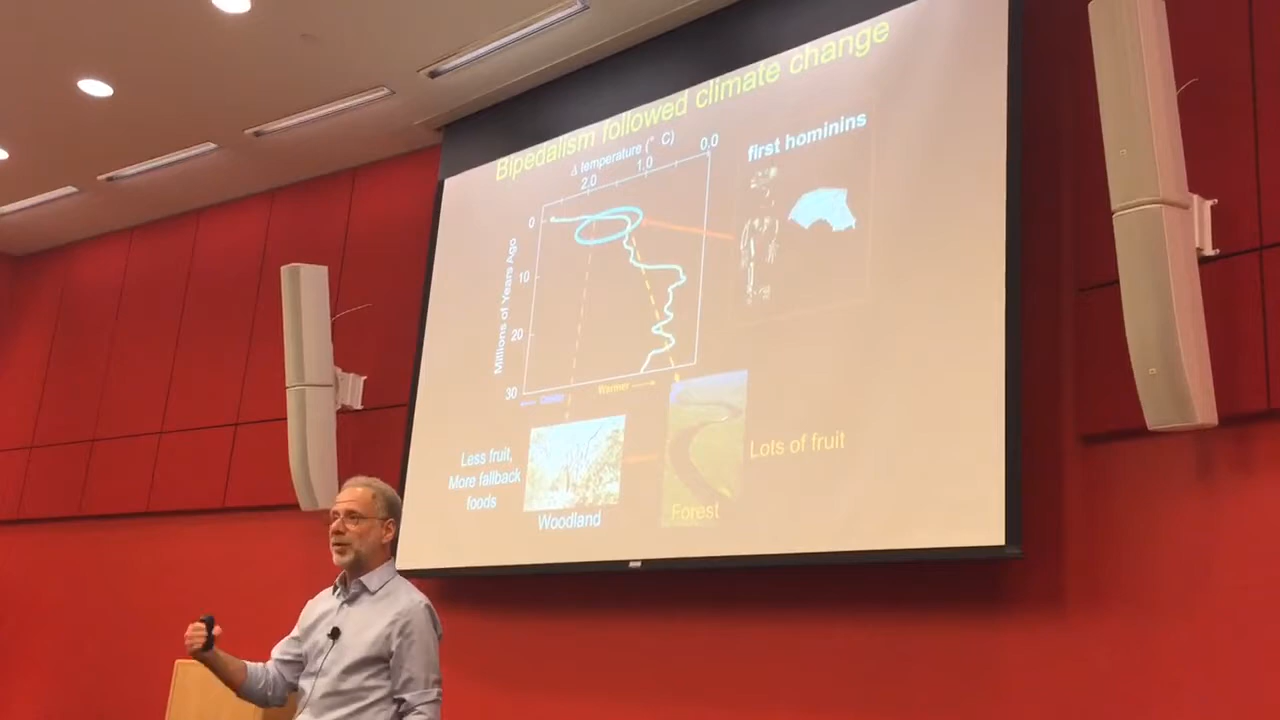 Bipedalism followed climate change
Δ temperature (° C)
2.0 1.0 0.0
first hominins
Millions of Years Ago
0
10
20
30
Cooler
Warmer
Less fruit,
More fallback
foods
Woodland
Forest
Lots of fruit